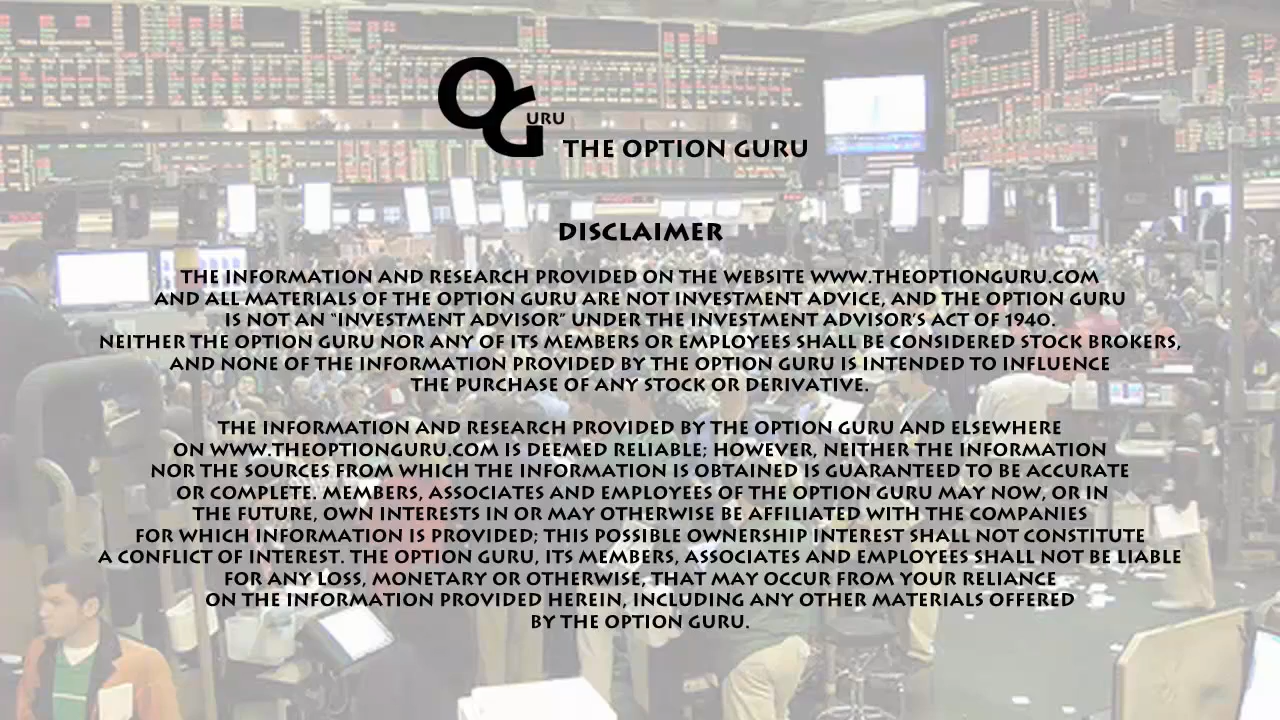 OG URU
THE OPTION GURU
DISCLAIMER
THE INFORMATION AND RESEARCH PROVIDED ON THE WEBSITE WWW.THEOPTIONGURU.COM
AND ALL MATERIALS OF THE OPTION GURU ARE NOT INVESTMENT ADVICE, AND THE OPTION GURU
IS NOT AN "INVESTMENT ADVISOR" UNDER THE INVESTMENT ADVISOR'S ACT OF 1940.
NEITHER THE OPTION GURU NOR ANY OF ITS MEMBERS OR EMPLOYEES SHALL BE CONSIDERED STOCK BROKERS,
AND NONE OF THE INFORMATION PROVIDED BY THE OPTION GURU IS INTENDED TO INFLUENCE
THE PURCHASE OF ANY STOCK OR DERIVATIVE.
THE INFORMATION AND RESEARCH PROVIDED BY THE OPTION GURU AND ELSEWHERE
ON WWW.THEOPTIONGURU.COM IS DEEMED RELIABLE; HOWEVER, NEITHER THE INFORMATION
NOR THE SOURCES FROM WHICH THE INFORMATION IS OBTAINED IS GUARANTEED TO BE ACCURATE
OR COMPLETE. MEMBERS, ASSOCIATES AND EMPLOYEES OF THE OPTION GURU MAY NOW, OR IN
THE FUTURE, OWN INTERESTS IN OR MAY OTHERWISE BE AFFILIATED WITH THE COMPANIES
FOR WHICH INFORMATION IS PROVIDED; THIS POSSIBLE OWNERSHIP INTEREST SHALL NOT CONSTITUTE
A CONFLICT OF INTEREST. THE OPTION GURU, ITS MEMBERS, ASSOCIATES AND EMPLOYEES SHALL NOT BE LIABLE
FOR ANY LOSS, MONETARY OR OTHERWISE, THAT MAY OCCUR FROM YOUR RELIANCE
ON THE INFORMATION PROVIDED HEREIN, INCLUDING ANY OTHER MATERIALS OFFERED
BY THE OPTION GURU.